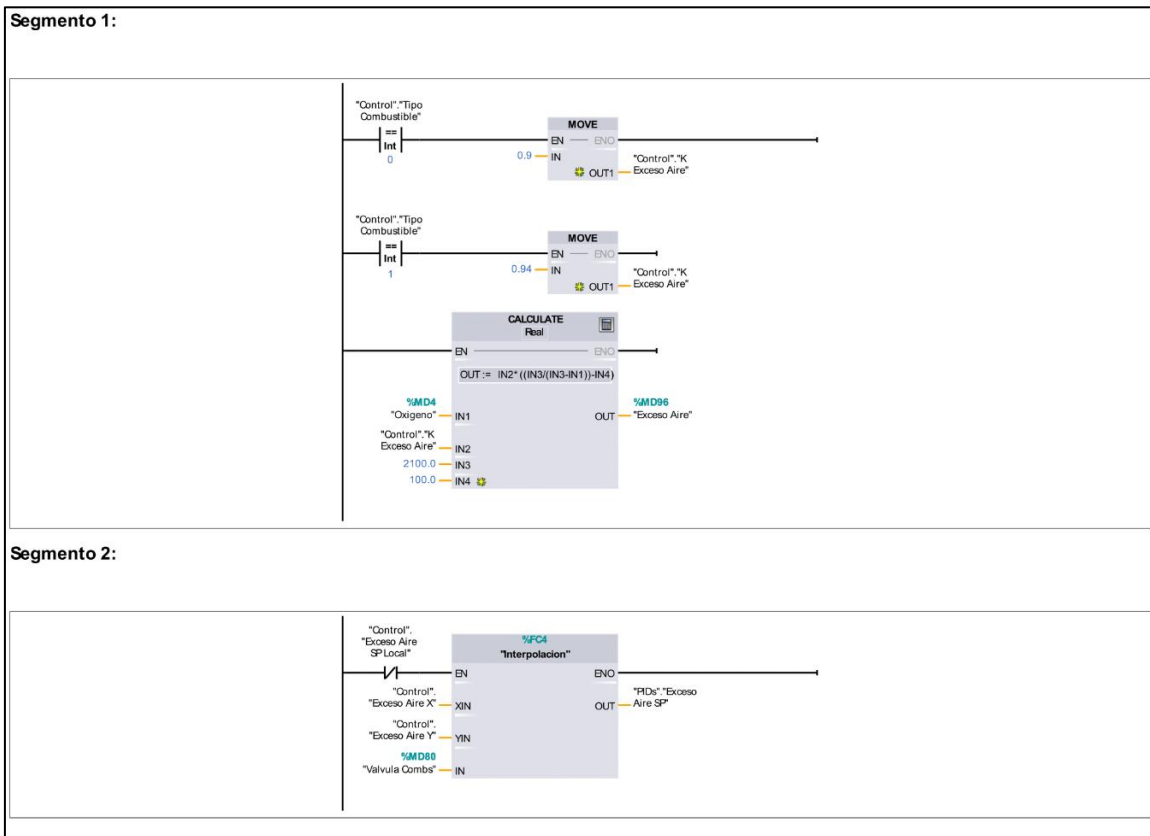 Segmento 1:
"Control"."Tipo
Combustible"
==
Int
0
MOVE
EN ENO
0.9 IN
OUT1
"Control"."K
Exceso Aire"
"Control"."Tipo
Combustible"
==
Int
1
MOVE
EN ENO
0.94 IN
OUT1
"Control"."K
Exceso Aire"
CALCULATE
Real
EN ENO
OUT := IN2*((IN3/(IN3-IN1))-IN4)
%MD4
"Oxigeno" IN1
%MD96
OUT "Exceso Aire"
"Control"."K
Exceso Aire" IN2
2100.0 IN3
100.0 IN4
Segmento 2:
"Control".
"Exceso Aire
SP Local"
%FC4
"Interpolacion"
EN ENO
"Control".
"Exceso Aire X" XIN
"PIDs"."Exceso
OUT Aire SP"
"Control".
"Exceso Aire Y" YIN
%MD80
"Valvula Combs" IN